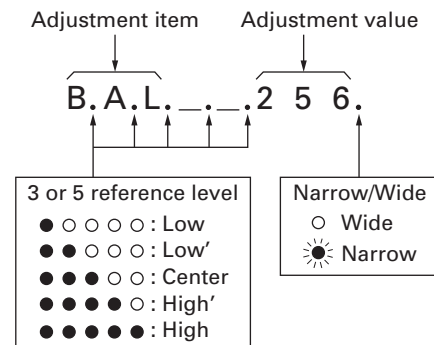 Adjustment item
Adjustment value
B.A.L._._.2 5 6.
3 or 5 reference level
● ○ ○ ○ ○ : Low
● ● ○ ○ ○ : Low’
● ● ● ○ ○ : Center
● ● ● ● ○ : High’
● ● ● ● ● : High
Narrow/Wide
○ Wide
● Narrow